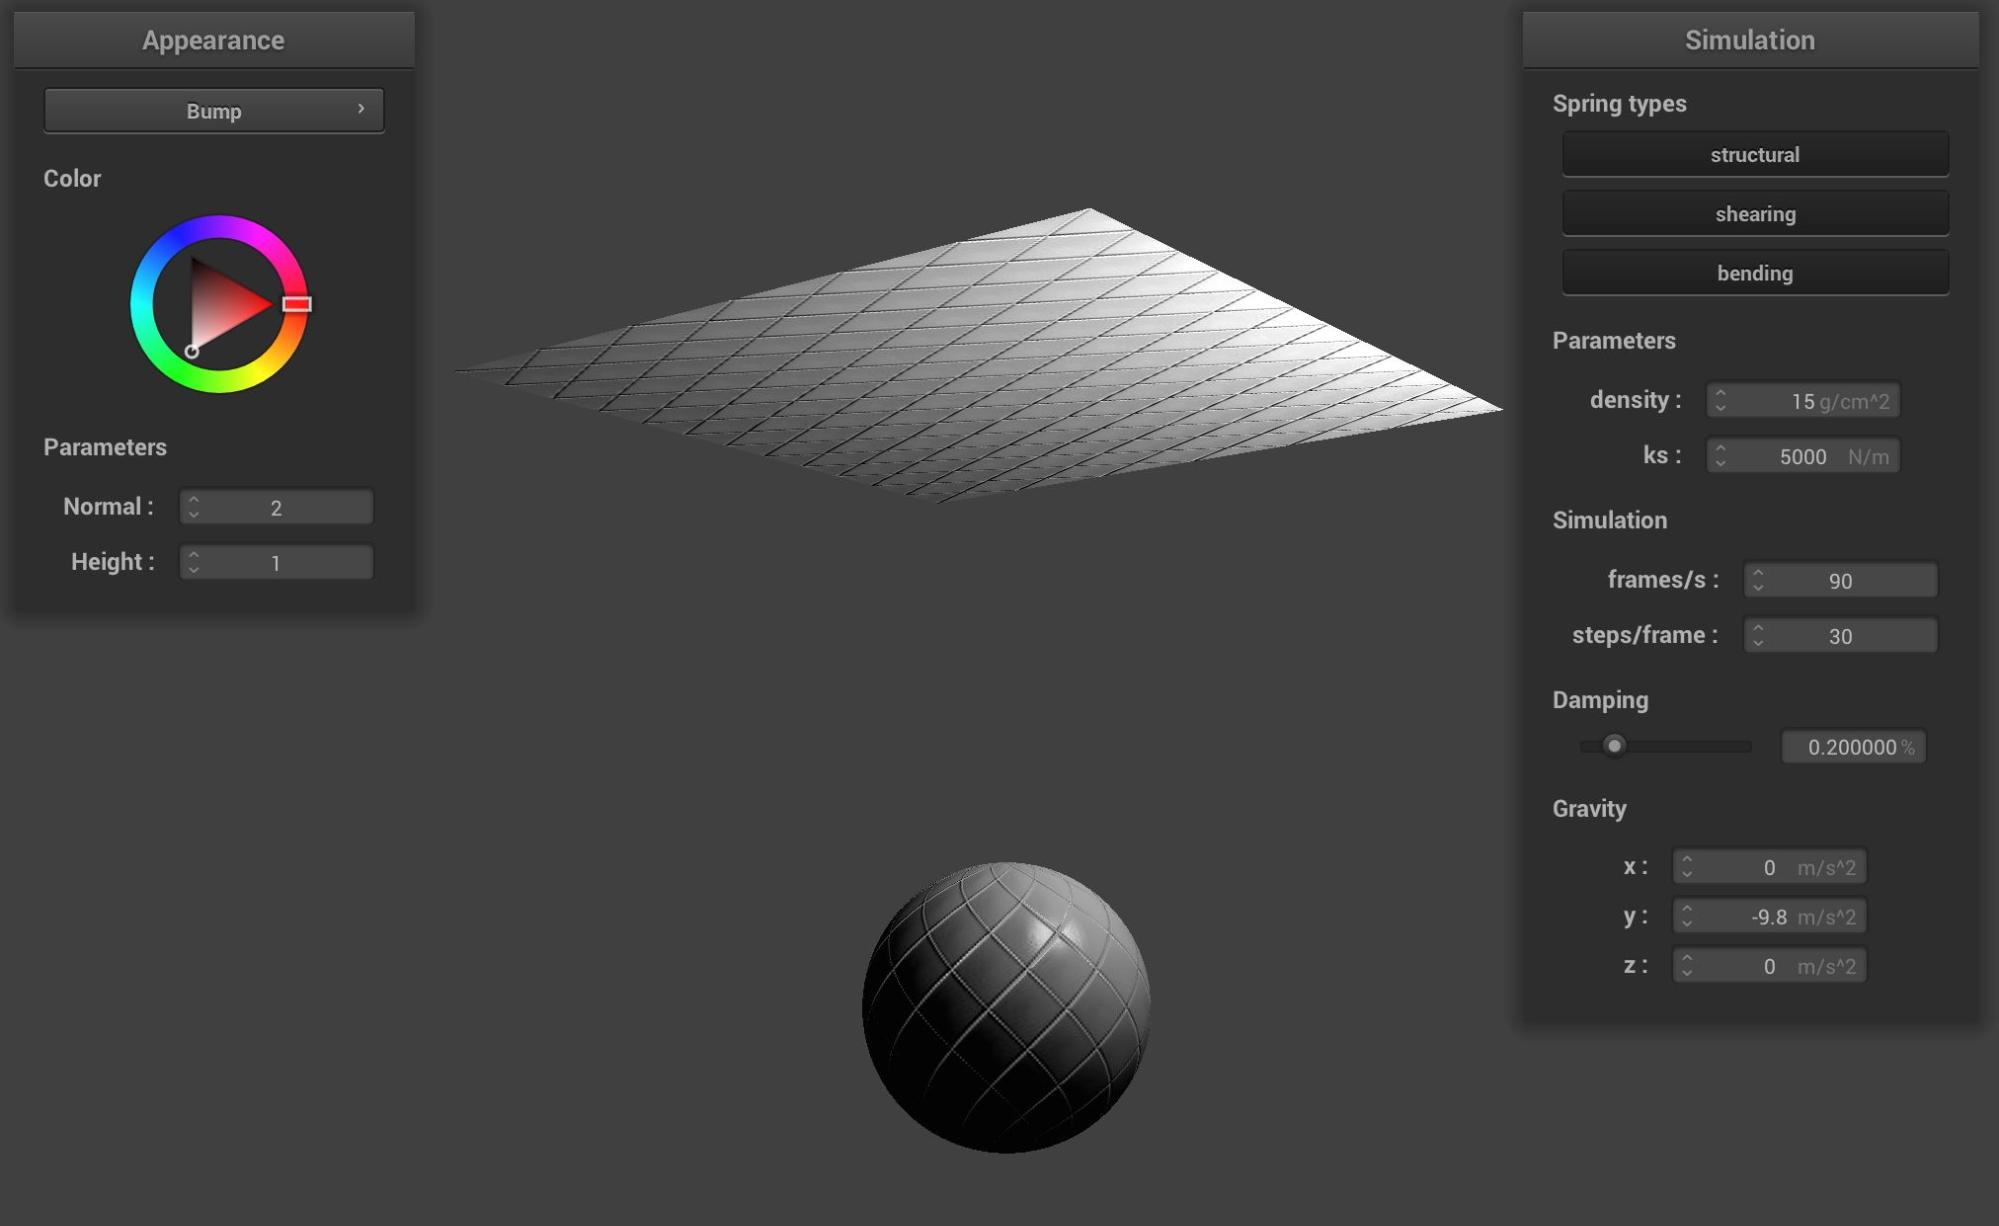 Appearance
Bump
Color
Parameters
Normal : 2
Height : 1
Simulation
Spring types
structural
shearing
bending
Parameters
density : 15 g/cm^2
ks : 5000 N/m
Simulation
frames/s : 90
steps/frame : 30
Damping
0.200000 %
Gravity
x : 0 m/s^2
y : -9.8 m/s^2
z : 0 m/s^2